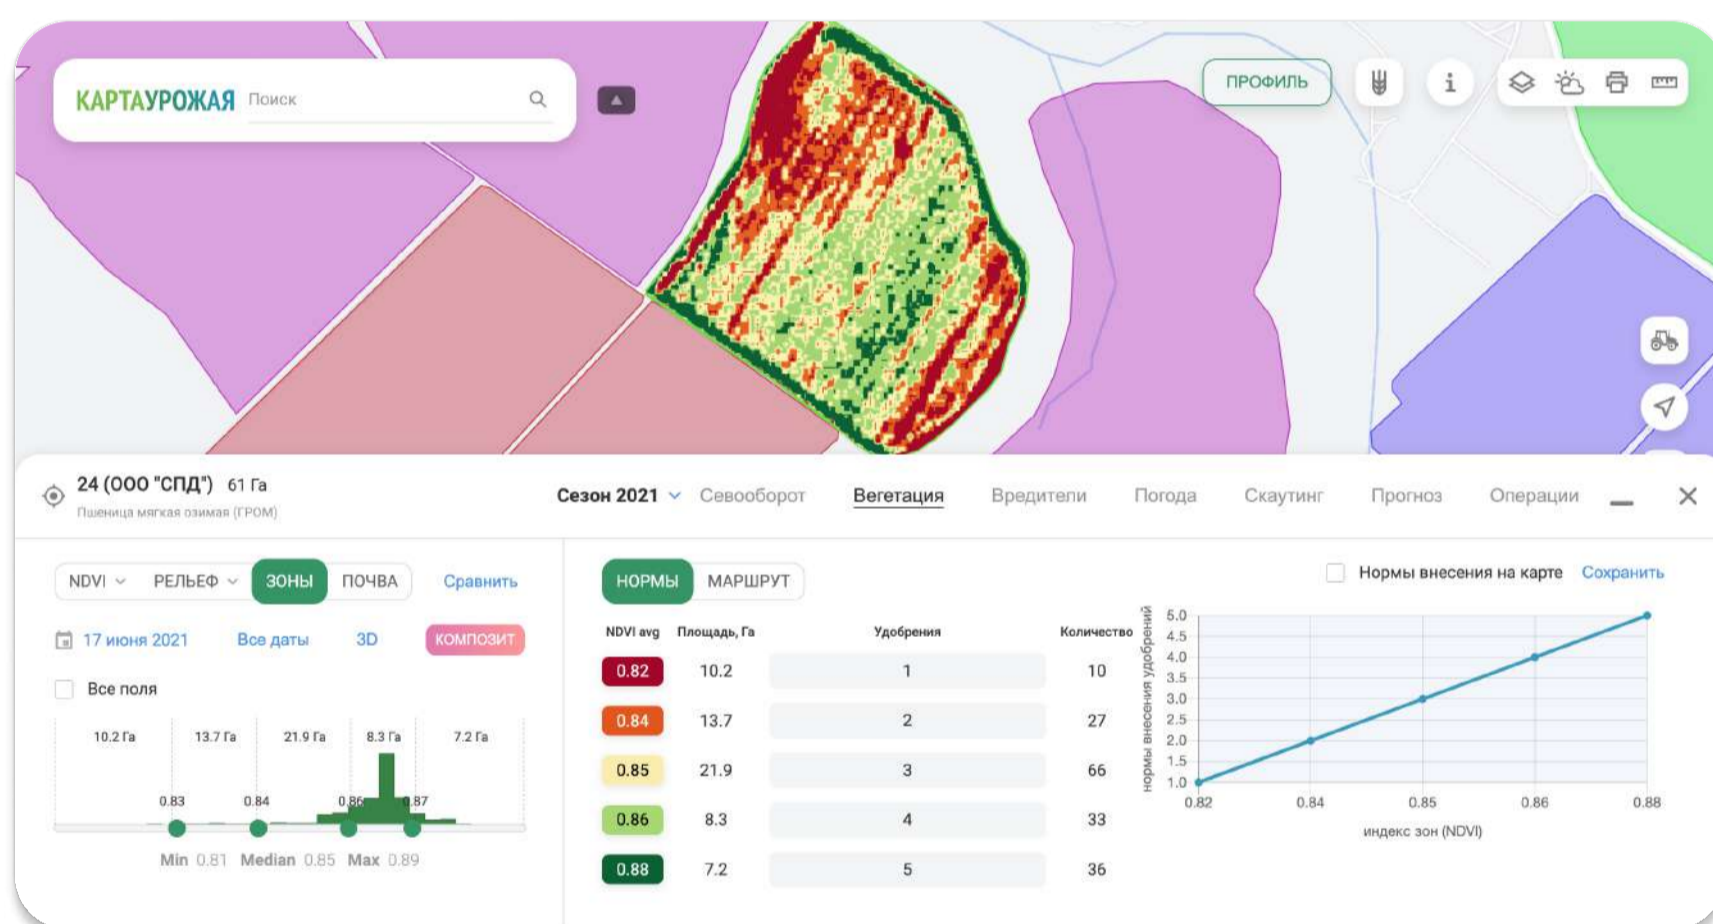 КАРТАУРОЖАЯ Поиск
ПРОФИЛЬ
i
24 (ООО "СПД") 61 Га
Пшеница мягкая озимая (ГРОМ)
Сезон 2021 Севооборот Вегетация Вредители Погода Скаутинг Прогноз Операции
NDVI РЕЛЬЕФ ЗОНЫ ПОЧВА Сравнить
17 июня 2021 Все даты 3D КОМПОЗИТ
Все поля
10.2 Га 13.7 Га 21.9 Га 8.3 Га 7.2 Га
0.83 0.84 0.86 0.87
Min 0.81 Median 0.85 Max 0.89
НОРМЫ МАРШРУТ
NDVI avg Площадь, Га Удобрения Количество
0.82 10.2 1 10
0.84 13.7 2 27
0.85 21.9 3 66
0.86 8.3 4 33
0.88 7.2 5 36
Нормы внесения на карте Сохранить
нормы внесения удобрений
5.0
4.5
4.0
3.5
3.0
2.5
2.0
1.5
1.0
0.82 0.84 0.85 0.86 0.88
индекс зон (NDVI)